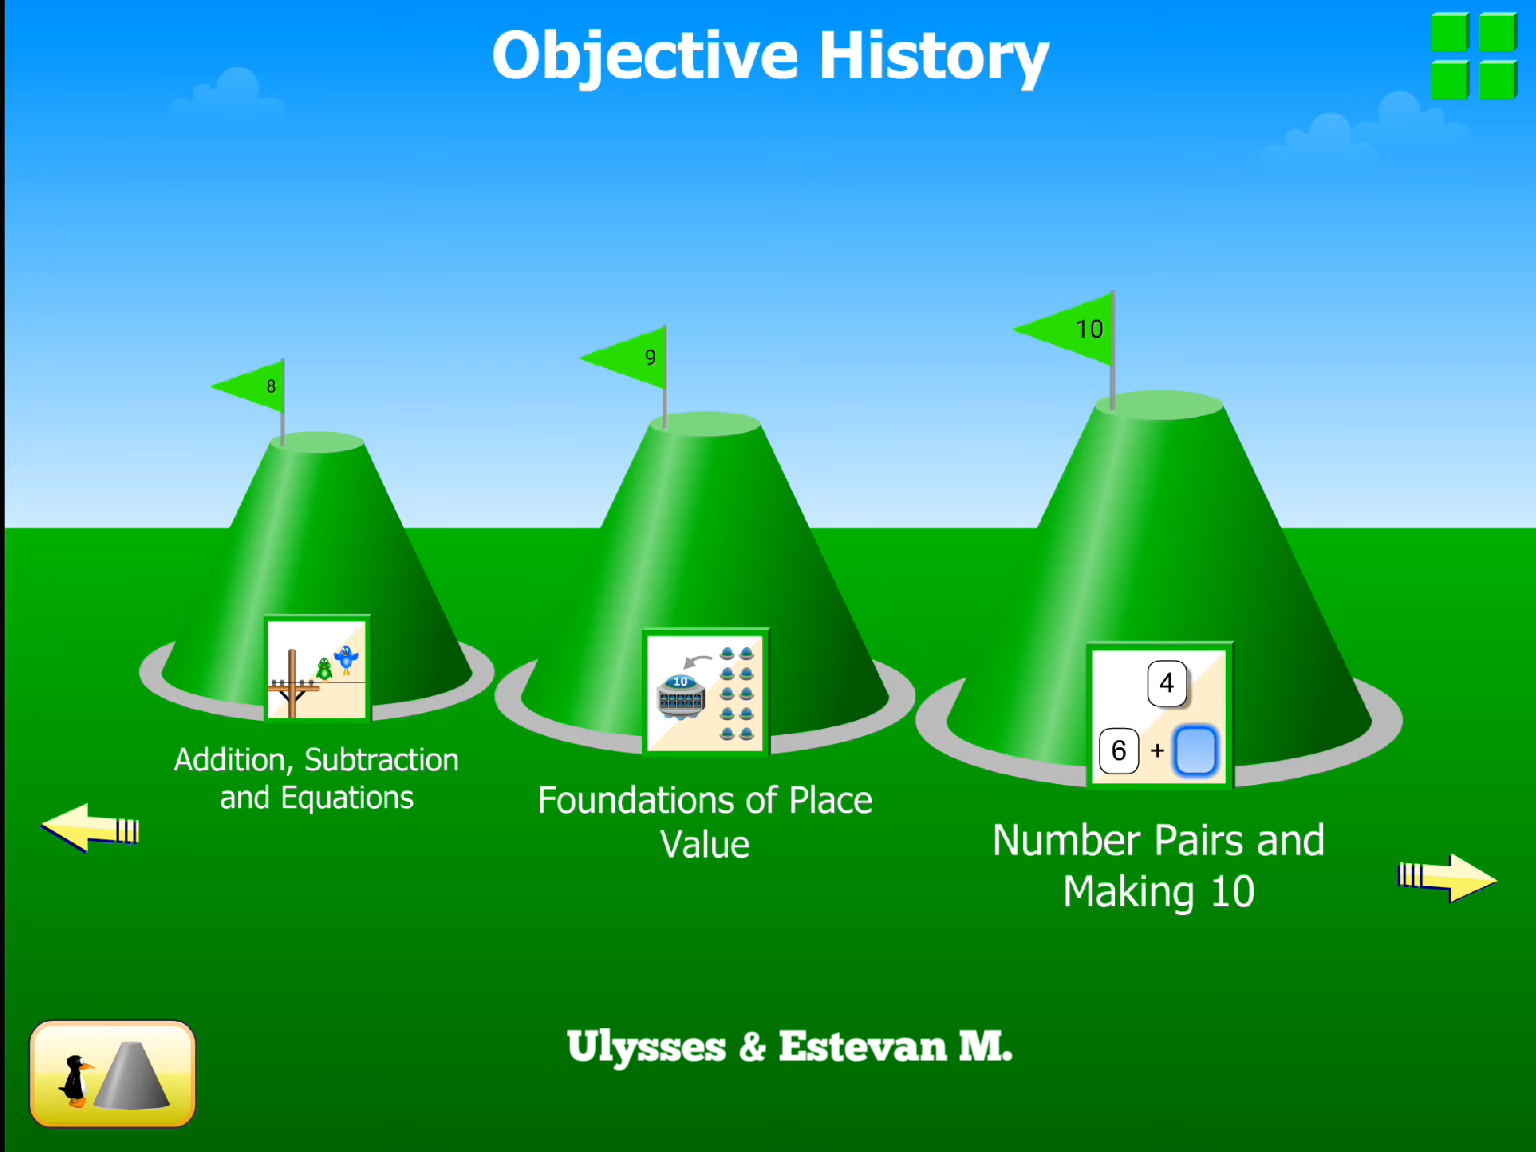 Objective History
8
9
10
10
4
6 +
Addition, Subtraction
and Equations
Foundations of Place
Value
Number Pairs and
Making 10
Ulysses & Estevan M.